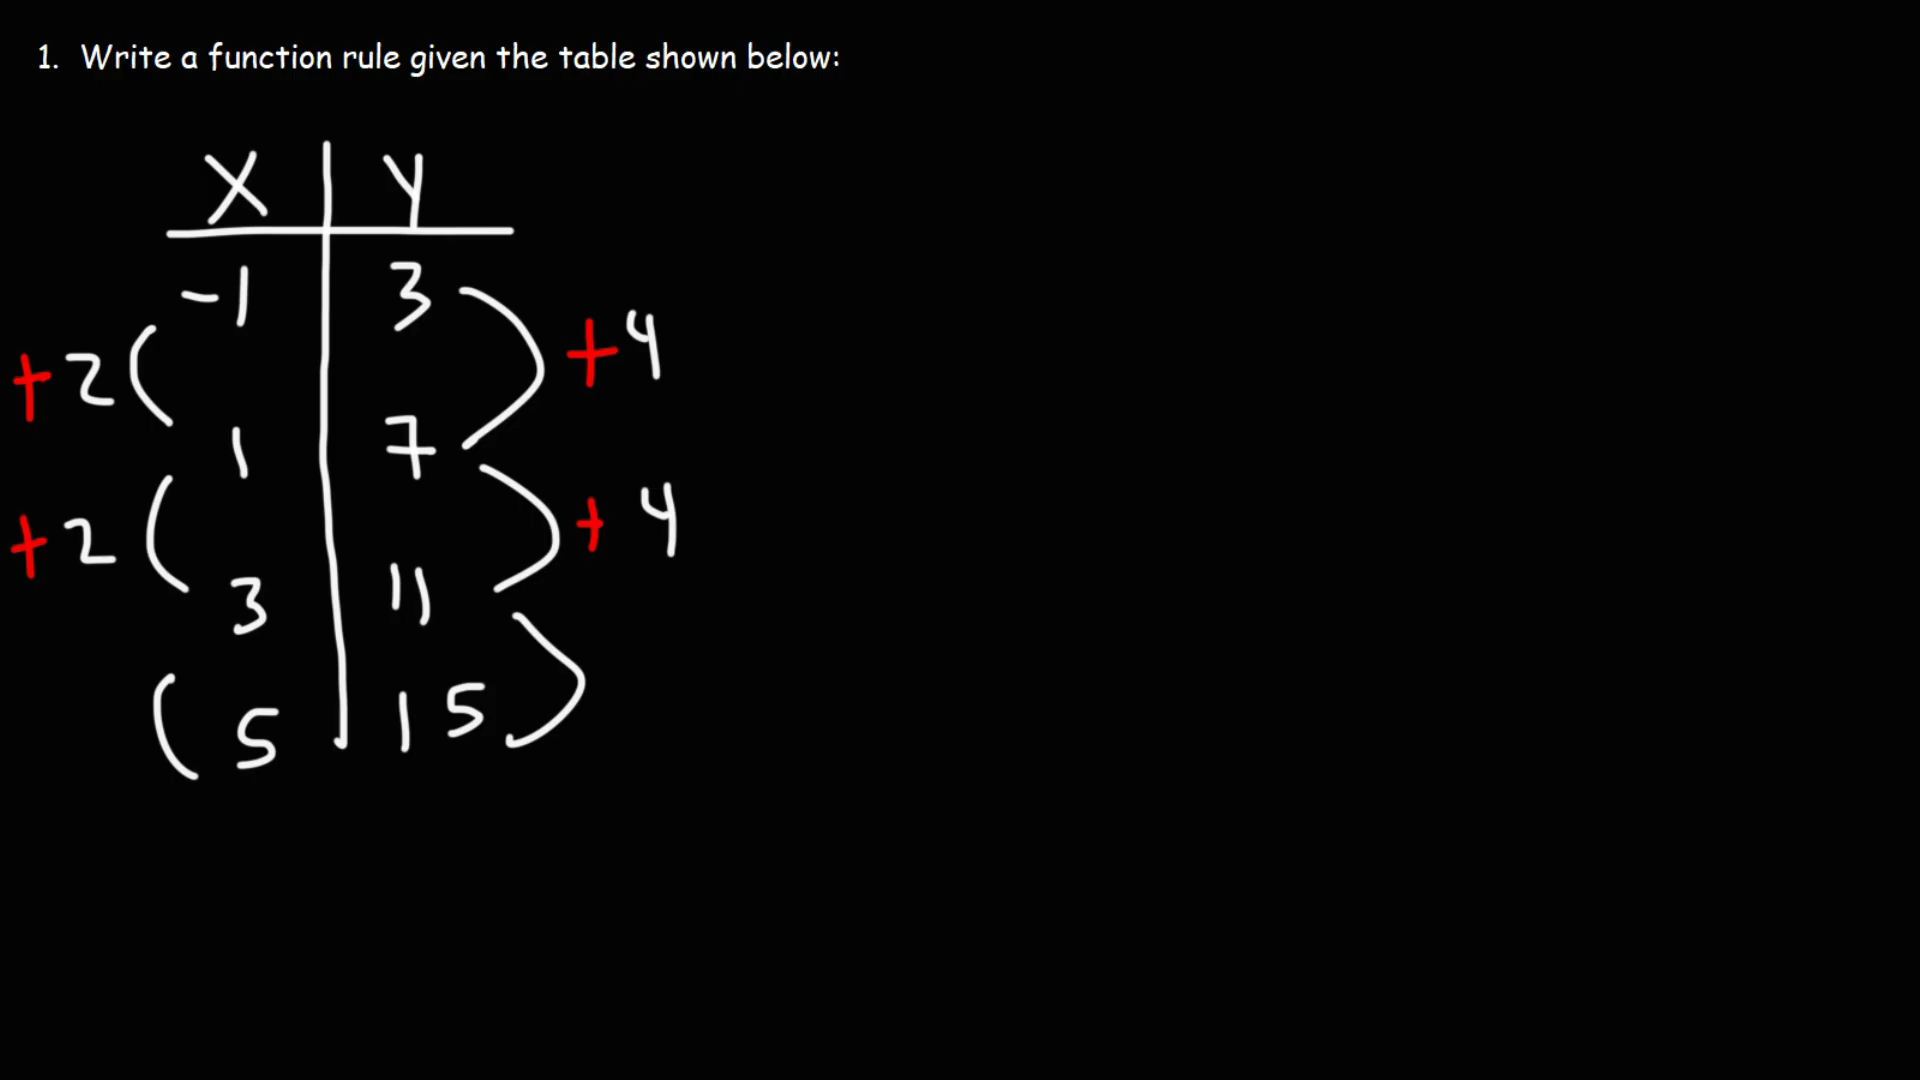 1. Write a function rule given the table shown below:
X | Y
-1 | 3
+2 ( ) +4
1 | 7
+2 ( ) + 4
3 | 11
( 5 | 15 )